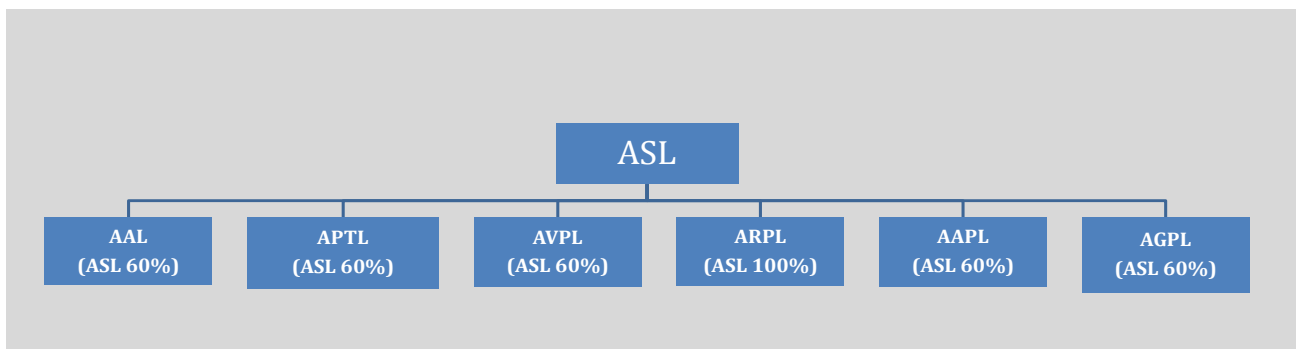 ASL
AAL
(ASL 60%)
APTL
(ASL 60%)
AVPL
(ASL 60%)
ARPL
(ASL 100%)
AAPL
(ASL 60%)
AGPL
(ASL 60%)